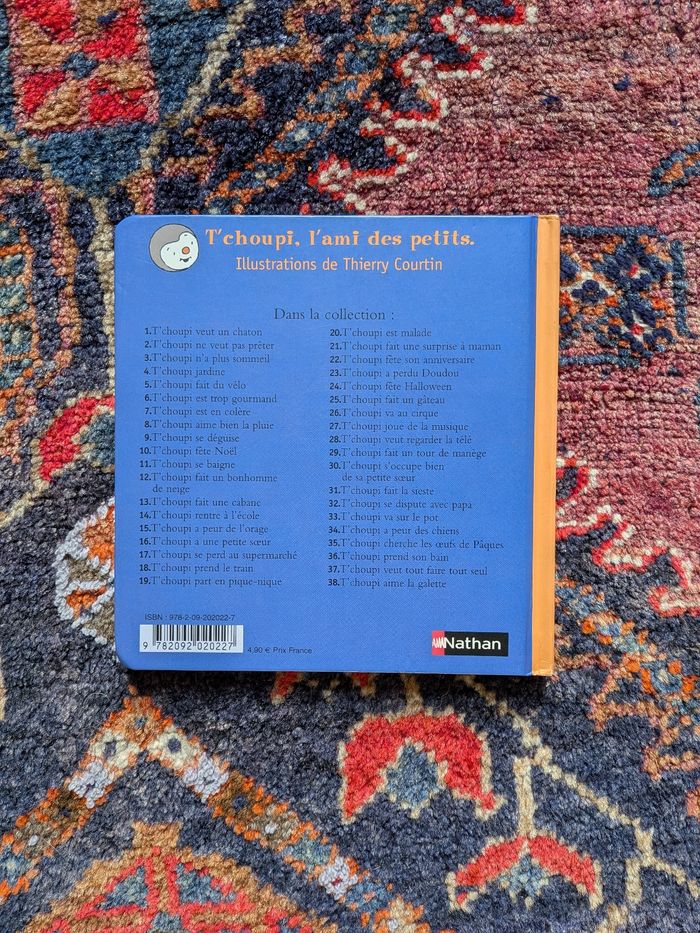 T'choupi, l'ami des petits.
Illustrations de Thierry Courtin
Dans la collection :
1.T'choupi veut un chaton
2.T'choupi ne veut pas prêter
3.T'choupi n'a plus sommeil
4.T'choupi jardine
5.T'choupi fait du vélo
6.T'choupi est trop gourmand
7.T'choupi est en colère
8.T'choupi aime bien la pluie
9.T'choupi se déguise
10.T'choupi fête Noël
11.T'choupi se baigne
12.T'choupi fait un bonhomme
de neige
13.T'choupi fait une cabane
14.T'choupi rentre à l'école
15.T'choupi a peur de l'orage
16.T'choupi a une petite sœur
17.T'choupi se perd au supermarché
18.T'choupi prend le train
19.T'choupi part en pique-nique
20.T'choupi est malade
21.T'choupi fait une surprise à maman
22.T'choupi fête son anniversaire
23.T'choupi a perdu Doudou
24.T'choupi fête Halloween
25.T'choupi fait un gâteau
26.T'choupi va au cirque
27.T'choupi joue de la musique
28.T'choupi veut regarder la télé
29.T'choupi fait un tour de manège
30.T'choupi s'occupe bien
de sa petite sœur
31.T'choupi fait la sieste
32.T'choupi se dispute avec papa
33.T'choupi va sur le pot
34.T'choupi a peur des chiens
35.T'choupi cherche les œufs de Pâques
36.T'choupi prend son bain
37.T'choupi veut tout faire tout seul
38.T'choupi aime la galette
ISBN : 978-2-09-202022-7
9 782092 020227
4,90 € Prix France
Nathan